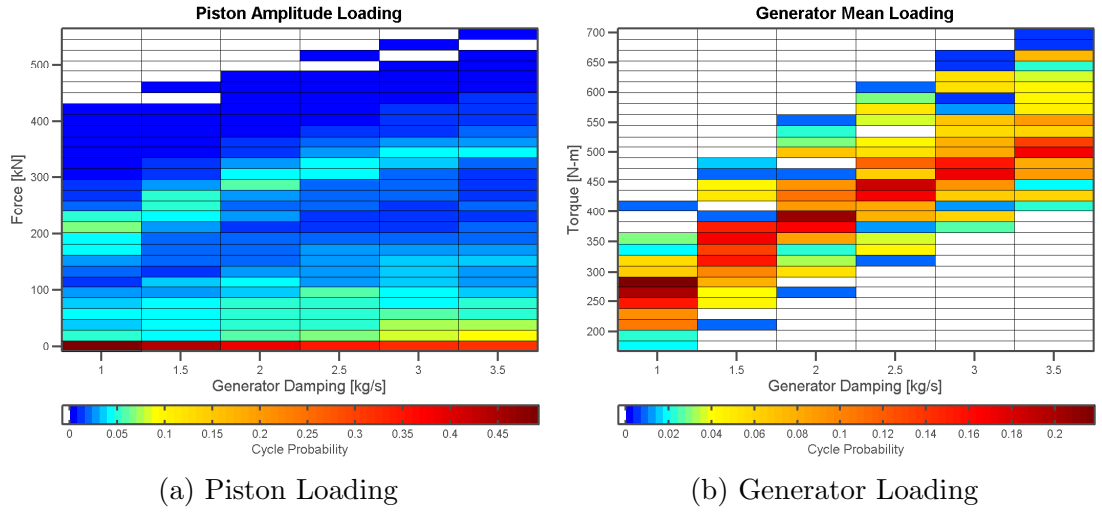 Piston Amplitude Loading
Force [kN]
500
400
300
200
100
0
1 1.5 2 2.5 3 3.5
Generator Damping [kg/s]
0 0.05 0.1 0.15 0.2 0.25 0.3 0.35 0.4 0.45
Cycle Probability
(a) Piston Loading
Generator Mean Loading
Torque [N-m]
700
650
600
550
500
450
400
350
300
250
200
1 1.5 2 2.5 3 3.5
Generator Damping [kg/s]
0 0.02 0.04 0.06 0.08 0.1 0.12 0.14 0.16 0.18 0.2
Cycle Probability
(b) Generator Loading